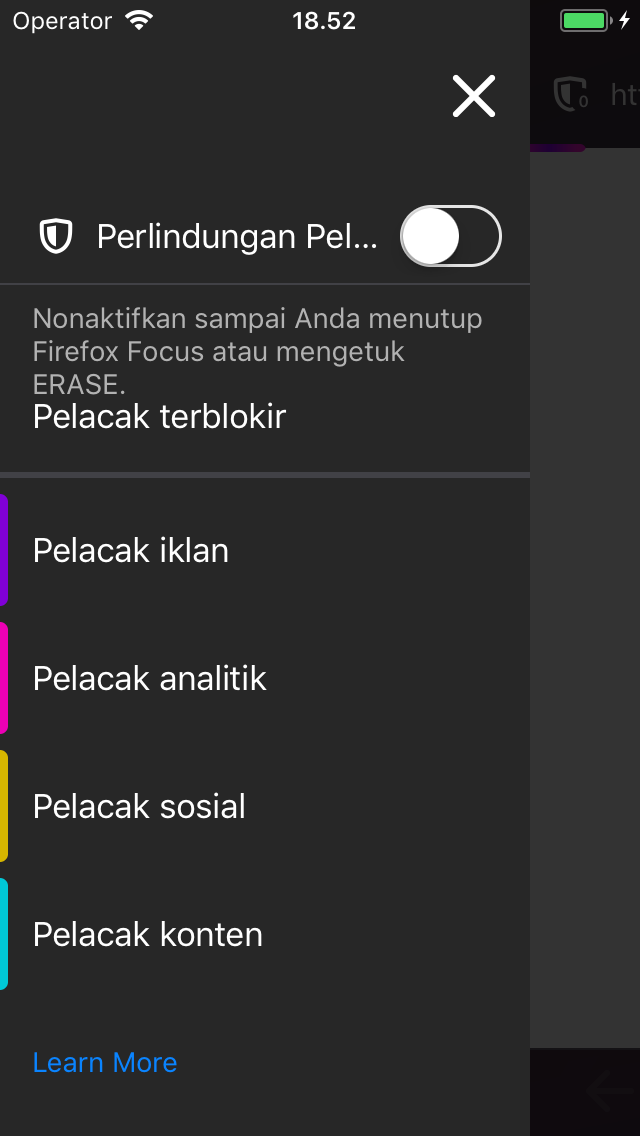 Operator
18.52
0
Perlindungan Pel...
Nonaktifkan sampai Anda menutup
Firefox Focus atau mengetuk
ERASE.
Pelacak terblokir
Pelacak iklan
Pelacak analitik
Pelacak sosial
Pelacak konten
Learn More